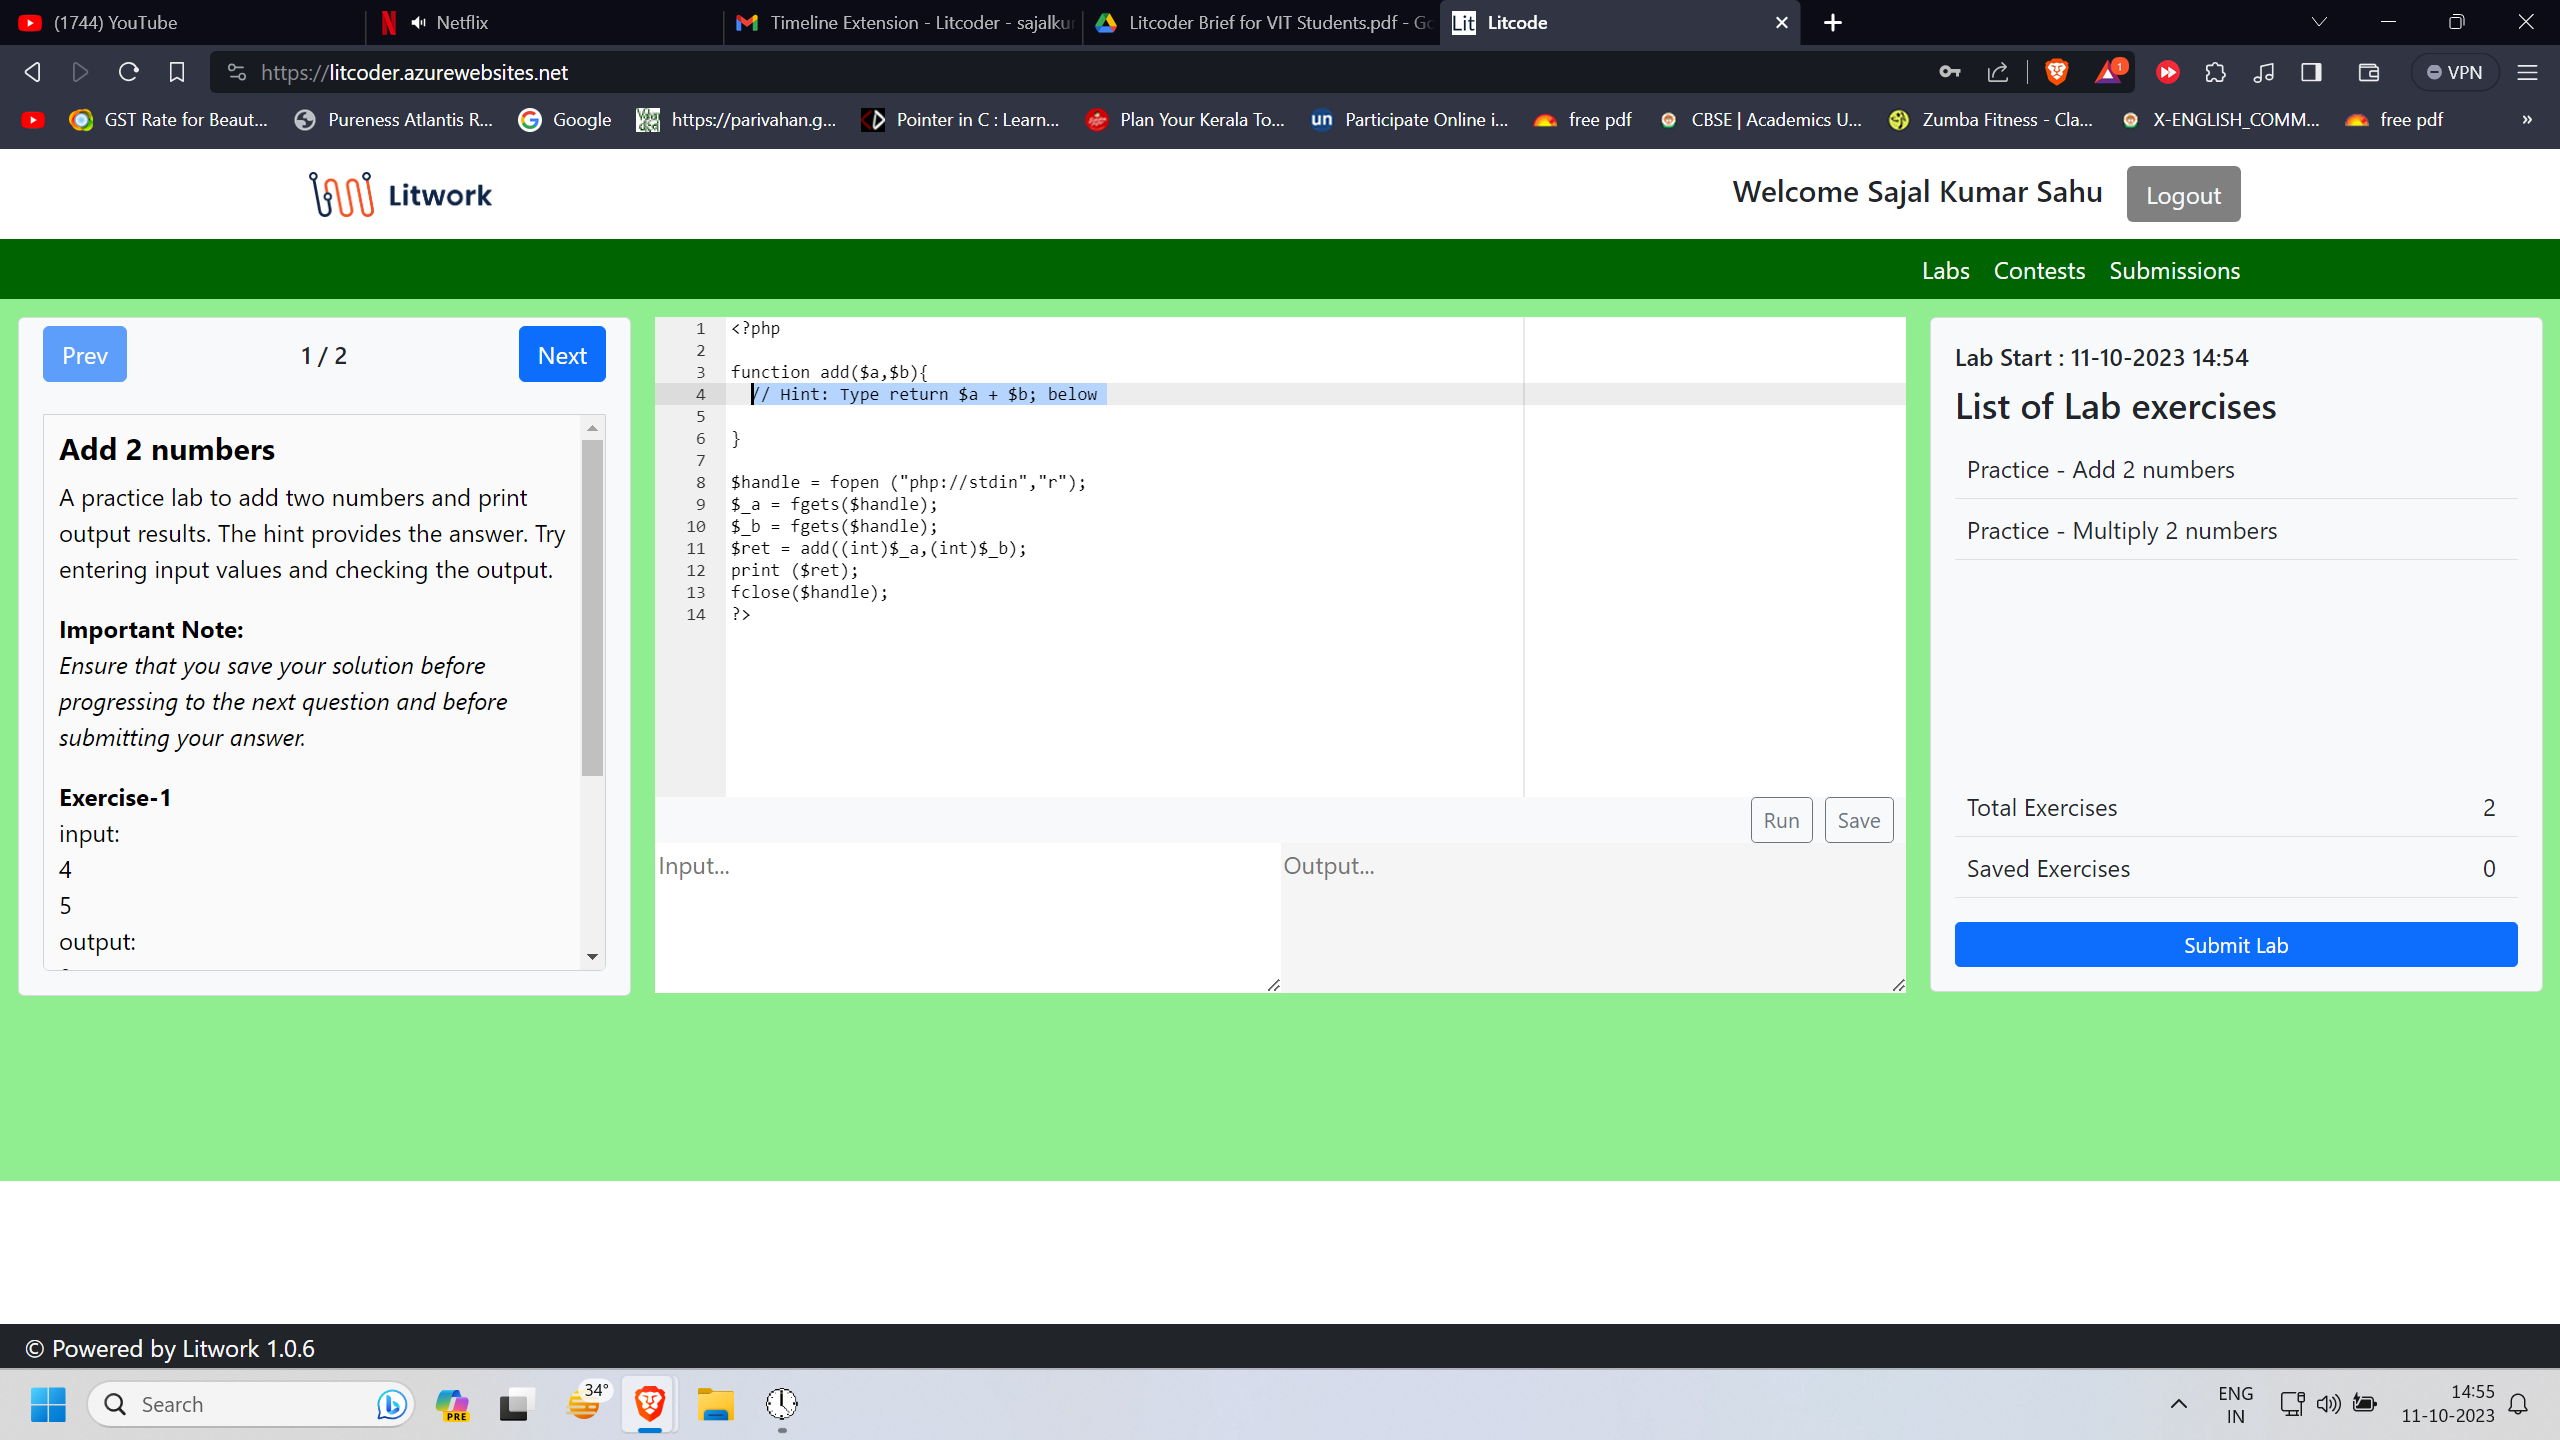 (1744) YouTube
Netflix
Timeline Extension - Litcoder - sajalku
Litcoder Brief for VIT Students.pdf - Go
Lit Litcode
https://litcoder.azurewebsites.net
1
VPN
GST Rate for Beaut...
Pureness Atlantis R...
Google
https://parivahan.g...
Pointer in C : Learn...
Plan Your Kerala To...
un Participate Online i...
free pdf
CBSE | Academics U...
Zumba Fitness - Cla...
X-ENGLISH_COMM...
free pdf
»
Litwork
Welcome Sajal Kumar Sahu
Logout
Labs Contests Submissions
Prev
1 / 2
Next
Add 2 numbers
A practice lab to add two numbers and print
output results. The hint provides the answer. Try
entering input values and checking the output.
Important Note:
Ensure that you save your solution before
progressing to the next question and before
submitting your answer.
Exercise-1
input:
4
5
output:
1 <?php
2
3 function add($a,$b){
4 // Hint: Type return $a + $b; below
5
6 }
7
8 $handle = fopen ("php://stdin","r");
9 $_a = fgets($handle);
10 $_b = fgets($handle);
11 $ret = add((int)$_a,(int)$_b);
12 print ($ret);
13 fclose($handle);
14 ?>
Run
Save
Input...
Output...
Lab Start : 11-10-2023 14:54
List of Lab exercises
Practice - Add 2 numbers
Practice - Multiply 2 numbers
Total Exercises 2
Saved Exercises 0
Submit Lab
© Powered by Litwork 1.0.6
Search
PRE
34°
ENG
IN
14:55
11-10-2023